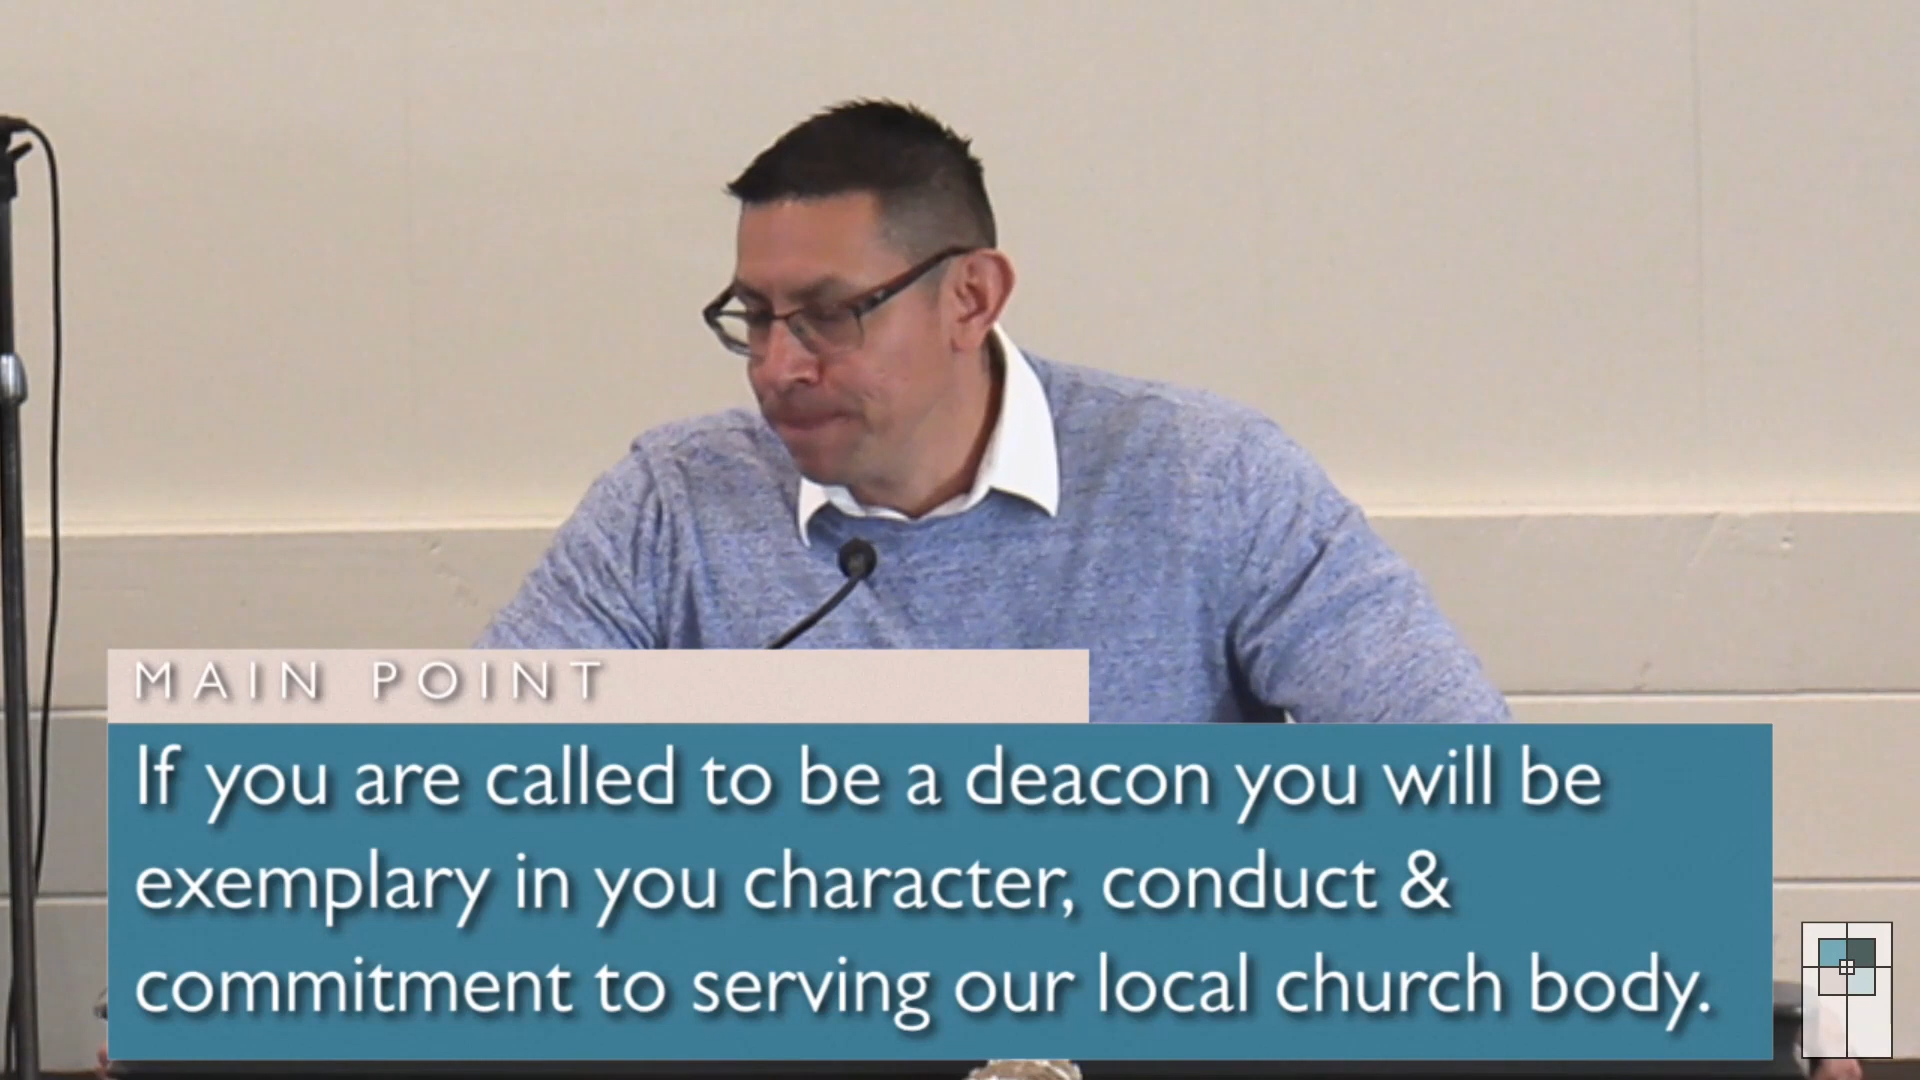 MAIN POINT
If you are called to be a deacon you will be
exemplary in you character, conduct &
commitment to serving our local church body.